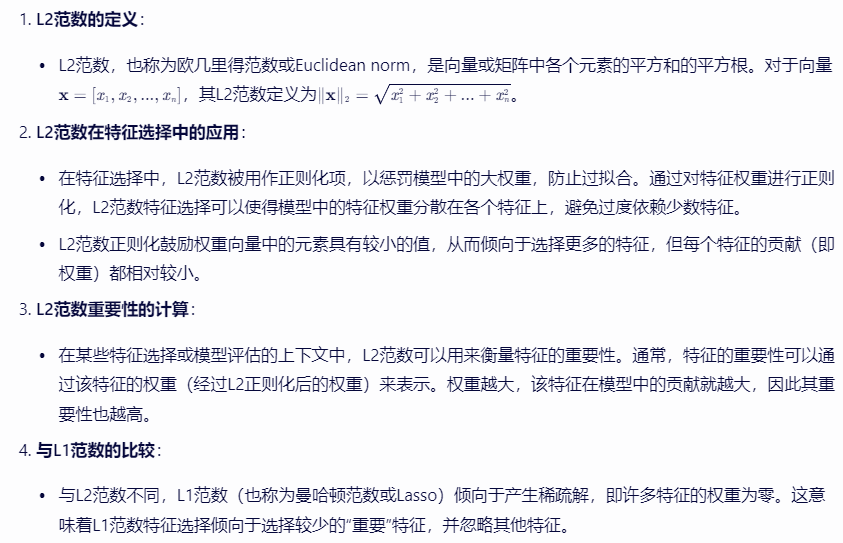 1. L2范数的定义：
• L2范数，也称为欧几里得范数或Euclidean norm，是向量或矩阵中各个元素的平方和的平方根。对于向量
x = [x₁, x₂, ..., xₙ]，其L2范数定义为‖x‖₂ = √(x₁² + x₂² + ... + xₙ²)。
2. L2范数在特征选择中的应用：
• 在特征选择中，L2范数被用作正则化项，以惩罚模型中的大权重，防止过拟合。通过对特征权重进行正则
化，L2范数特征选择可以使得模型中的特征权重分散在各个特征上，避免过度依赖少数特征。
• L2范数正则化鼓励权重向量中的元素具有较小的值，从而倾向于选择更多的特征，但每个特征的贡献（即
权重）都相对较小。
3. L2范数重要性的计算：
• 在某些特征选择或模型评估的上下文中，L2范数可以用来衡量特征的重要性。通常，特征的重要性可以通
过该特征的权重（经过L2正则化后的权重）来表示。权重越大，该特征在模型中的贡献就越大，因此其重
要性也越高。
4. 与L1范数的比较：
• 与L2范数不同，L1范数（也称为曼哈顿范数或Lasso）倾向于产生稀疏解，即许多特征的权重为零。这意
味着L1范数特征选择倾向于选择较少的“重要”特征，并忽略其他特征。